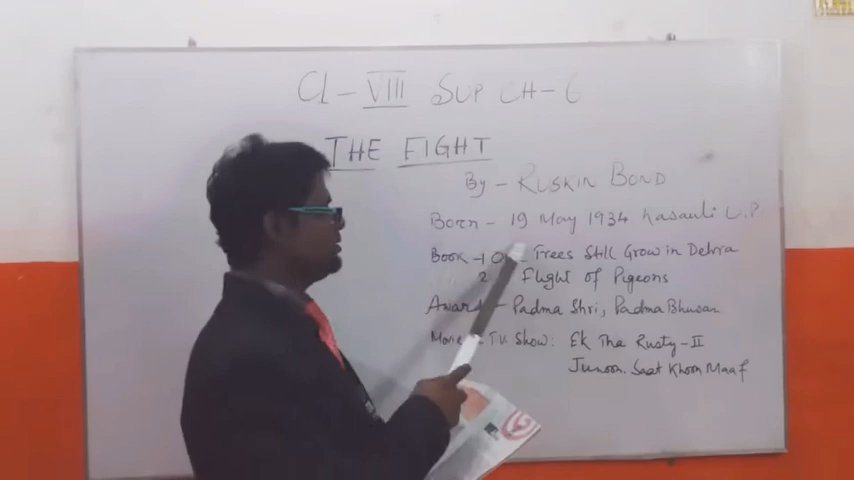 Cl - VIII SUP CH - 6
THE FIGHT
By - RUSKIN BOND
Born - 19 May 1934 Kasauli U.P
Book - 1 Trees Still Grow in Dehra
2 Flight of Pigeons
Award - Padma Shri, Padma Bhusan
Movie - TV Show: Ek Tha Rusty - II
Junoon. Saat Khoon Maaf